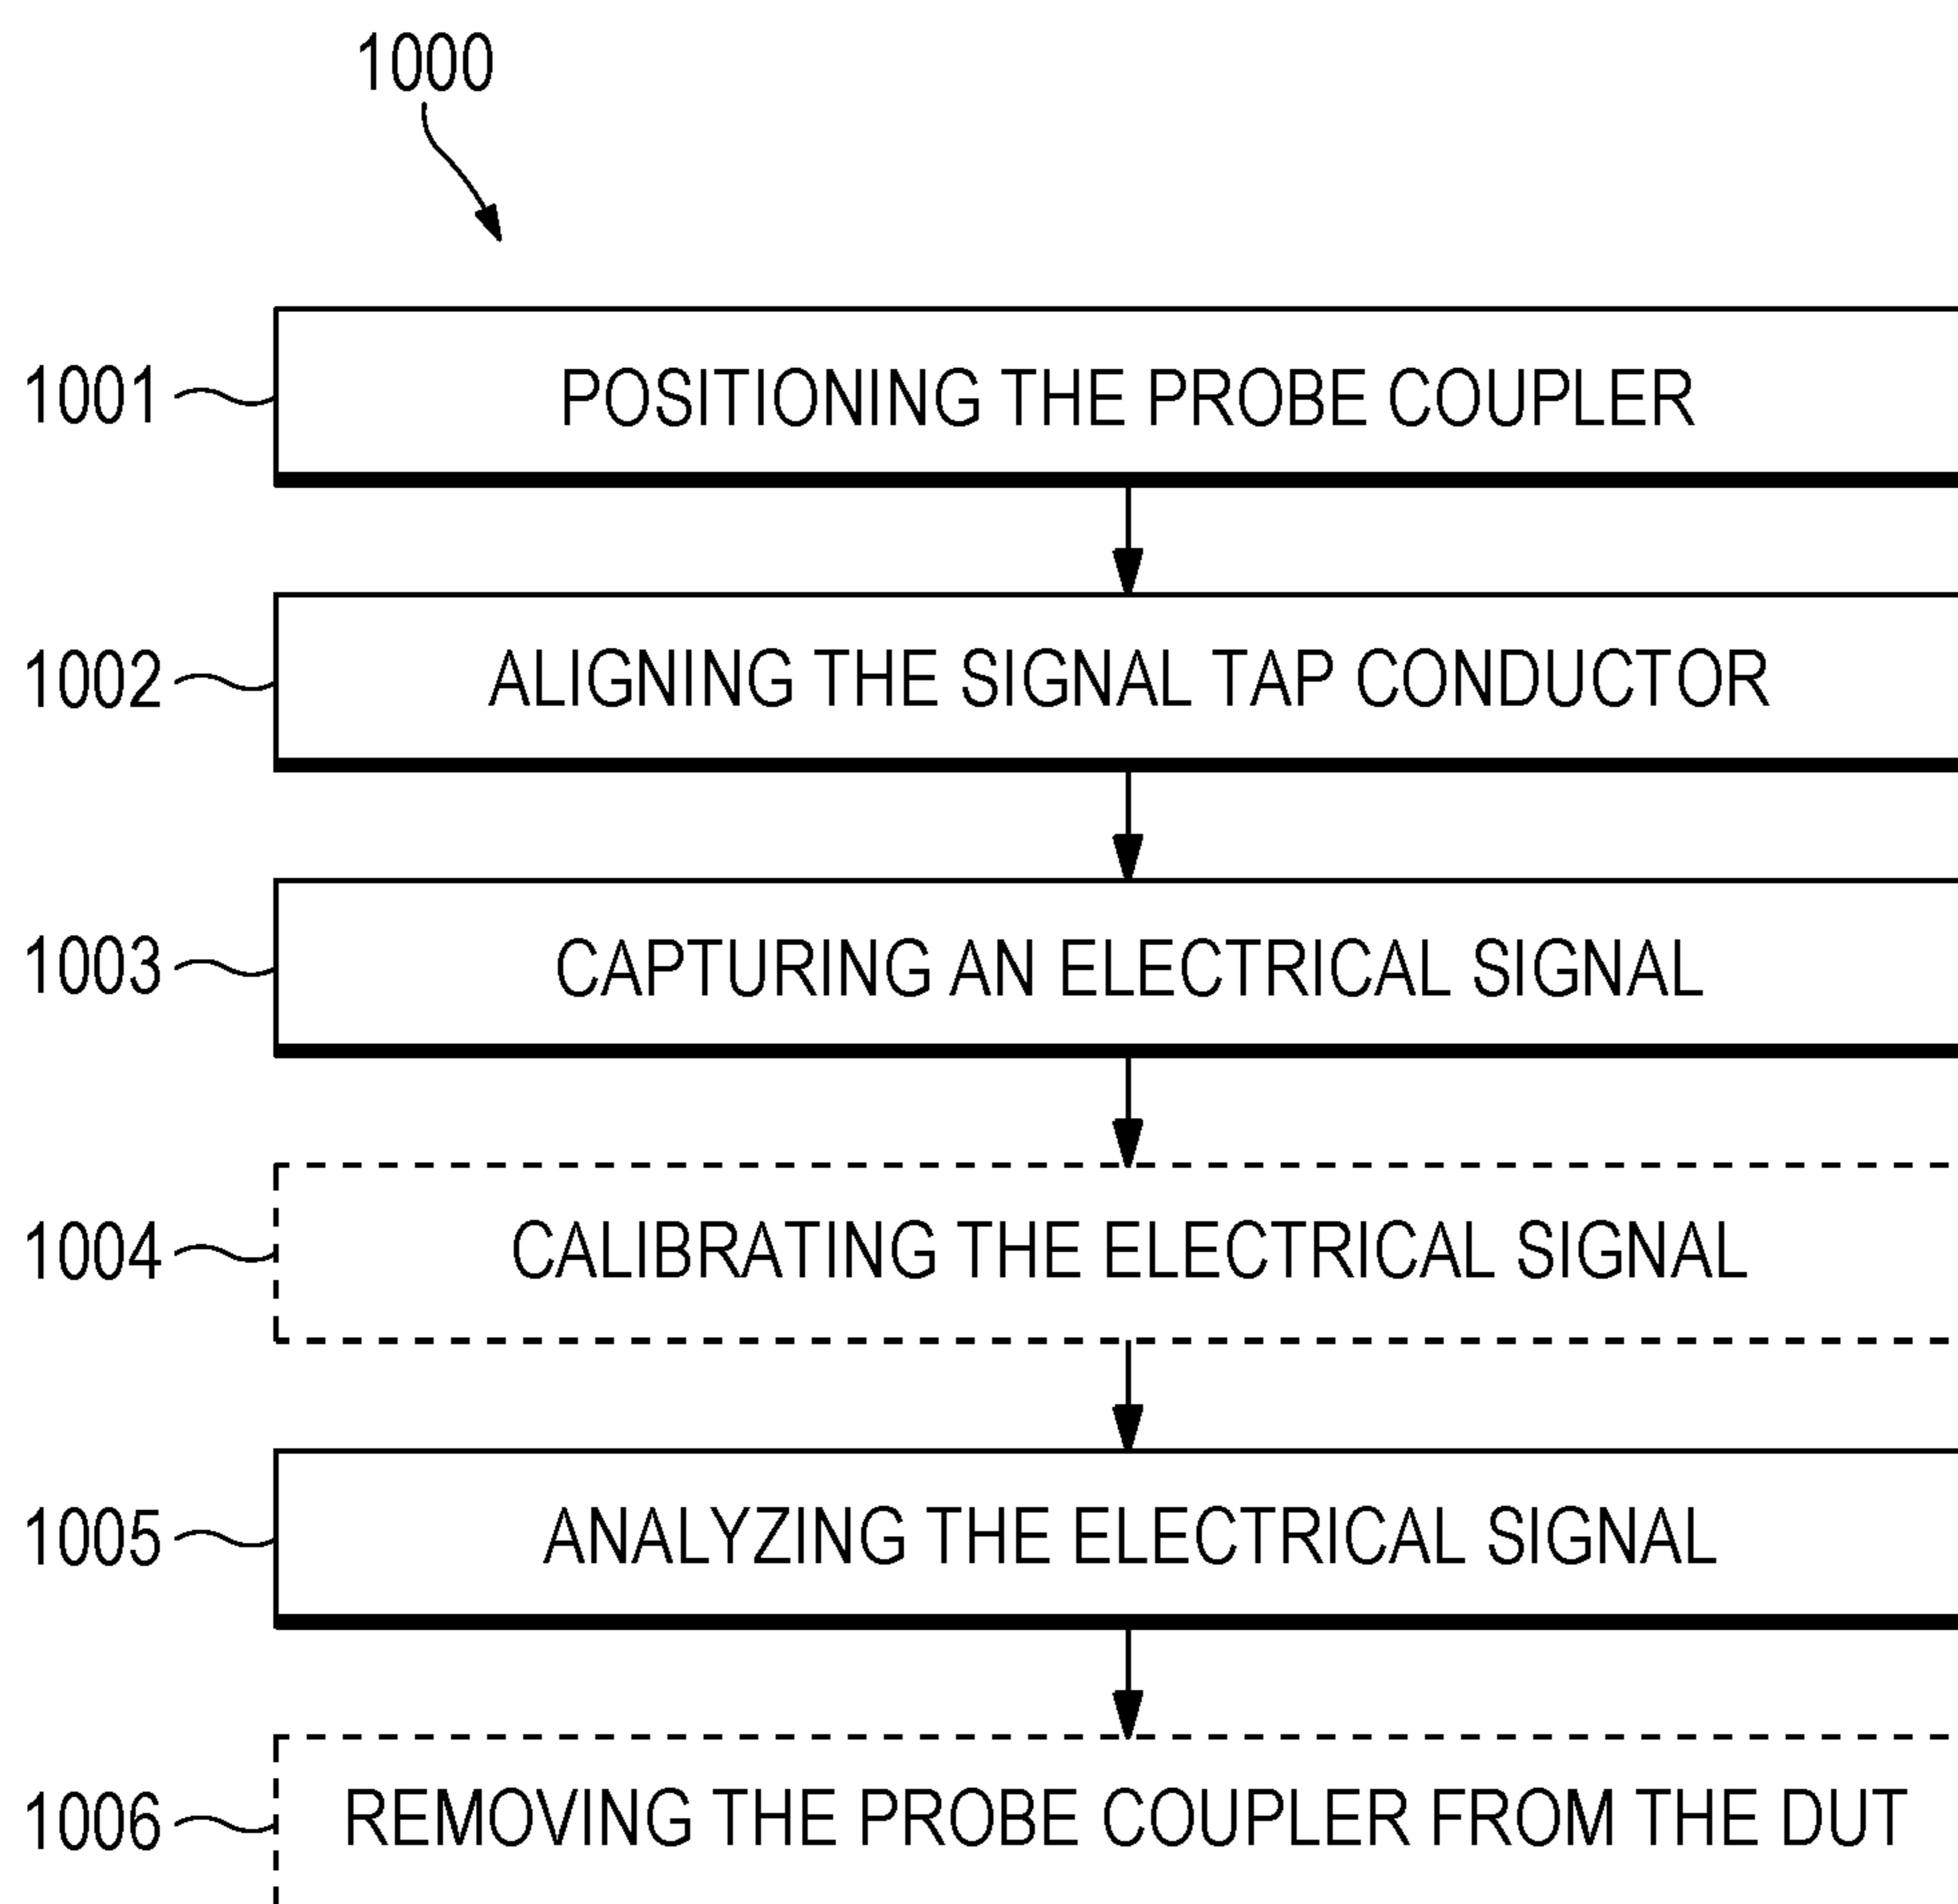 1000
1001 POSITIONING THE PROBE COUPLER
1002 ALIGNING THE SIGNAL TAP CONDUCTOR
1003 CAPTURING AN ELECTRICAL SIGNAL
1004 CALIBRATING THE ELECTRICAL SIGNAL
1005 ANALYZING THE ELECTRICAL SIGNAL
1006 REMOVING THE PROBE COUPLER FROM THE DUT